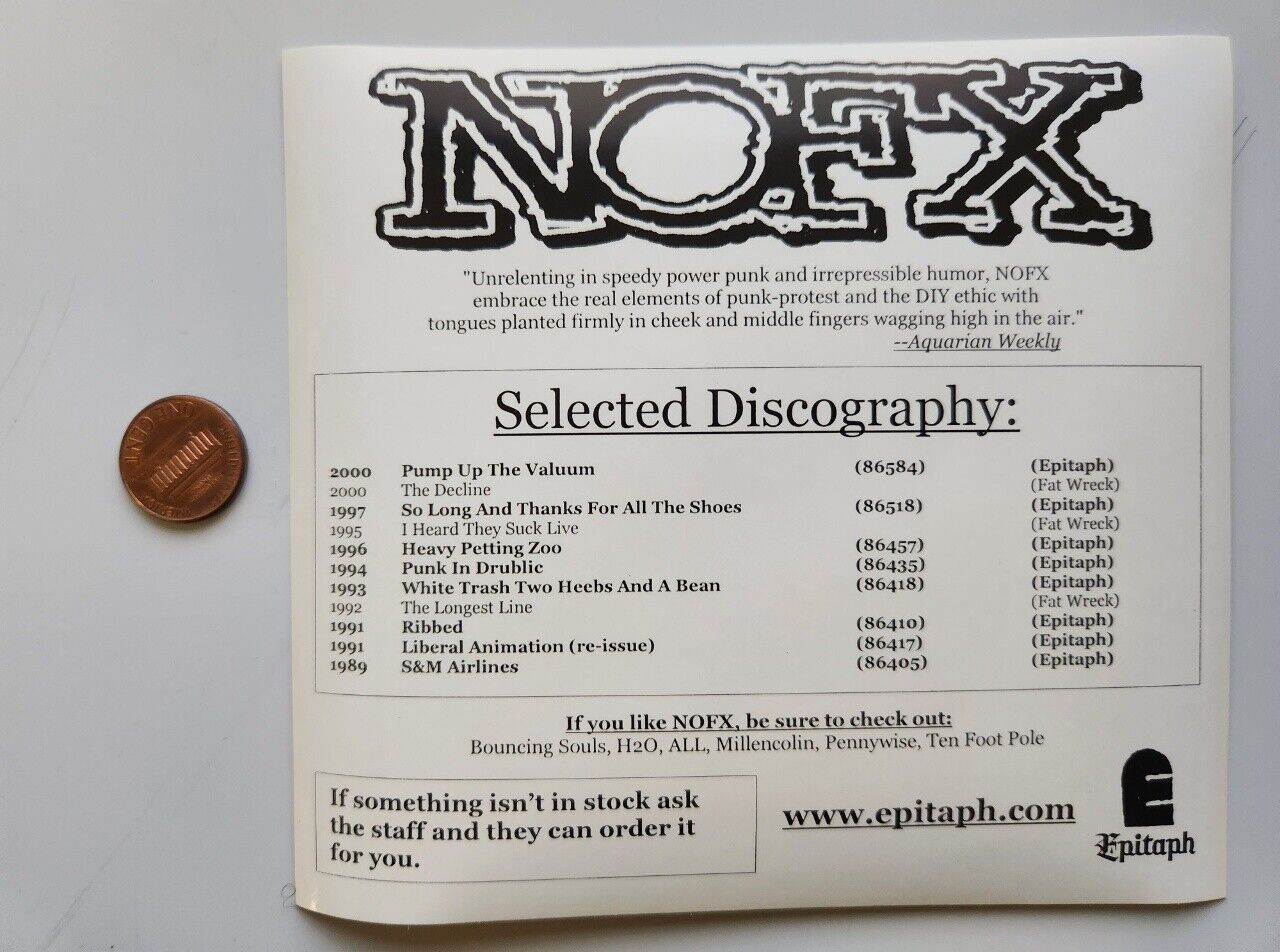 NOFX
"Unrelenting in speedy power punk and irrepressible humor, NOFX
embrace the real elements of punk-protest and the DIY ethic with
tongues planted firmly in cheek and middle fingers wagging high in the air."
--Aquarian Weekly
Selected Discography:
2000 Pump Up The Valuum (86584) (Epitaph)
2000 The Decline (Fat Wreck)
1997 So Long And Thanks For All The Shoes (86518) (Epitaph)
1995 I Heard They Suck Live (Fat Wreck)
1996 Heavy Petting Zoo (86457) (Epitaph)
1994 Punk In Drublic (86435) (Epitaph)
1993 White Trash Two Heebs And A Bean (86418) (Epitaph)
1992 The Longest Line (Fat Wreck)
1991 Ribbed (86410) (Epitaph)
1991 Liberal Animation (re-issue) (86417) (Epitaph)
1989 S&M Airlines (86405) (Epitaph)
If you like NOFX, be sure to check out:
Bouncing Souls, H2O, ALL, Millencolin, Pennywise, Ten Foot Pole
If something isn't in stock ask
the staff and they can order it
for you.
www.epitaph.com
E
Epitaph
ONE CENT